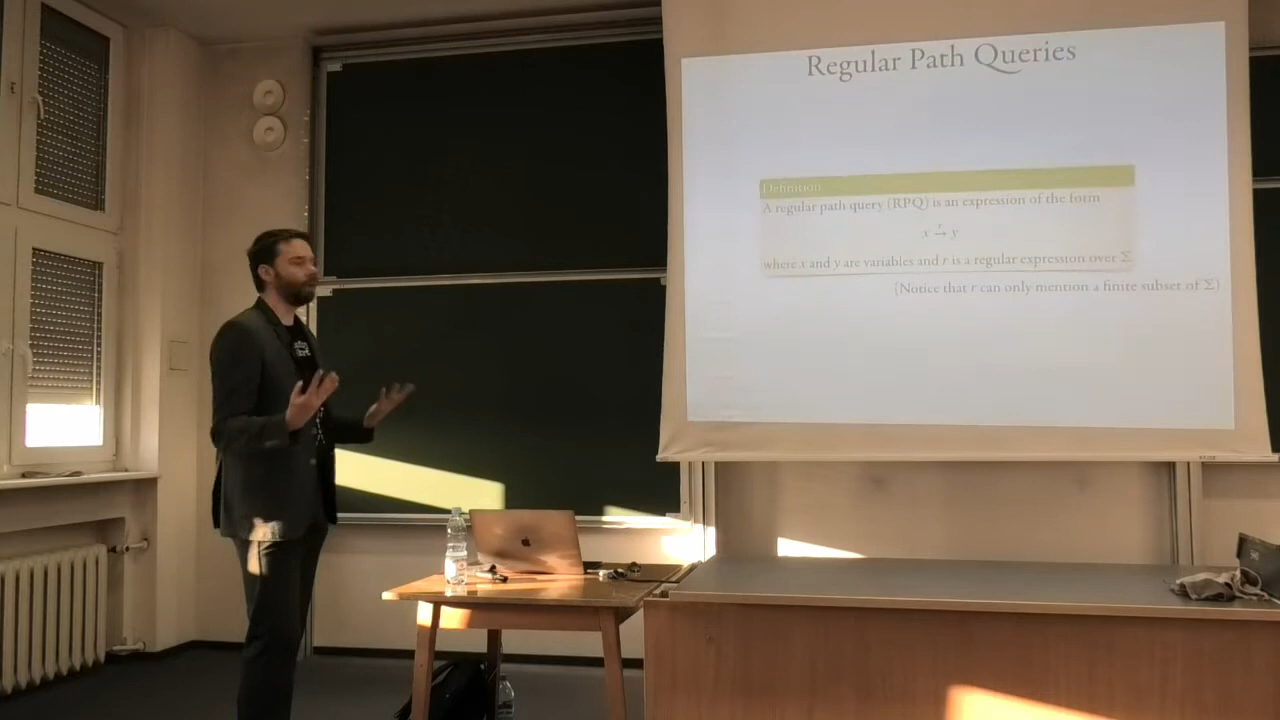 Regular Path Queries
Definition
A regular path query (RPQ) is an expression of the form
x r→ y
where x and y are variables and r is a regular expression over Σ
(Notice that r can only mention a finite subset of Σ)